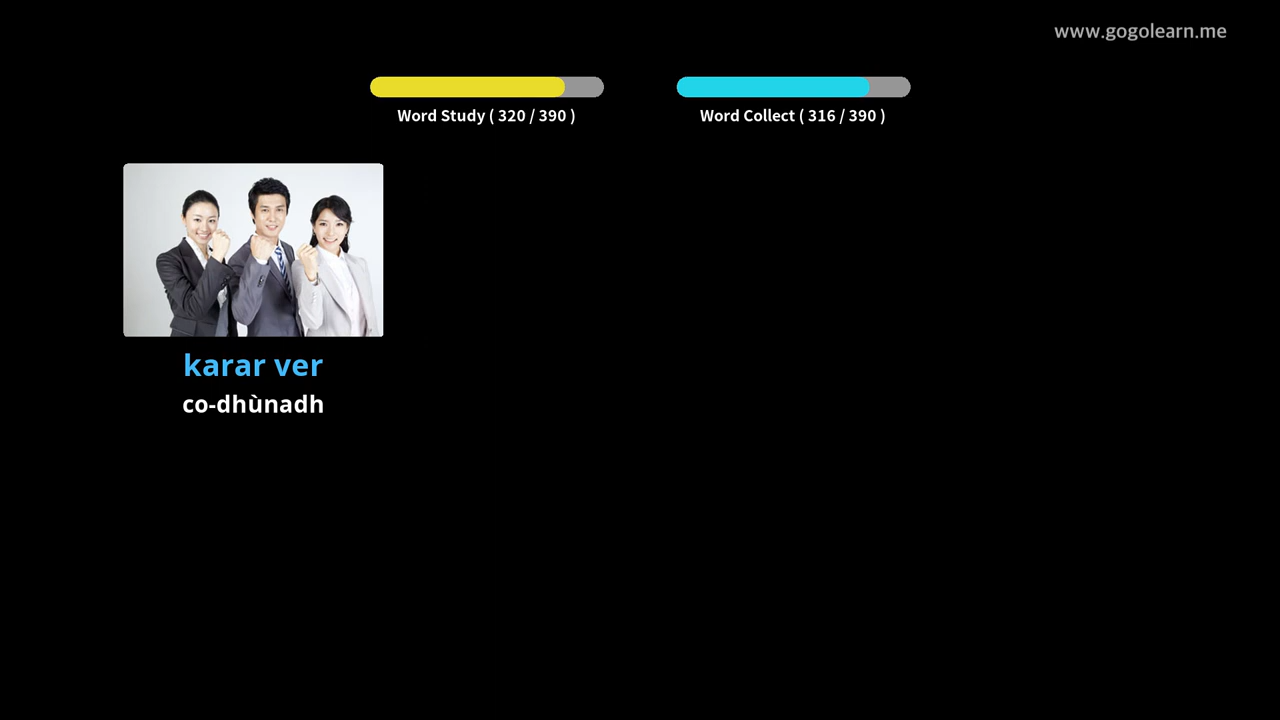 www.gogolearn.me
Word Study ( 320 / 390 )
Word Collect ( 316 / 390 )
karar ver
co-dhùnadh